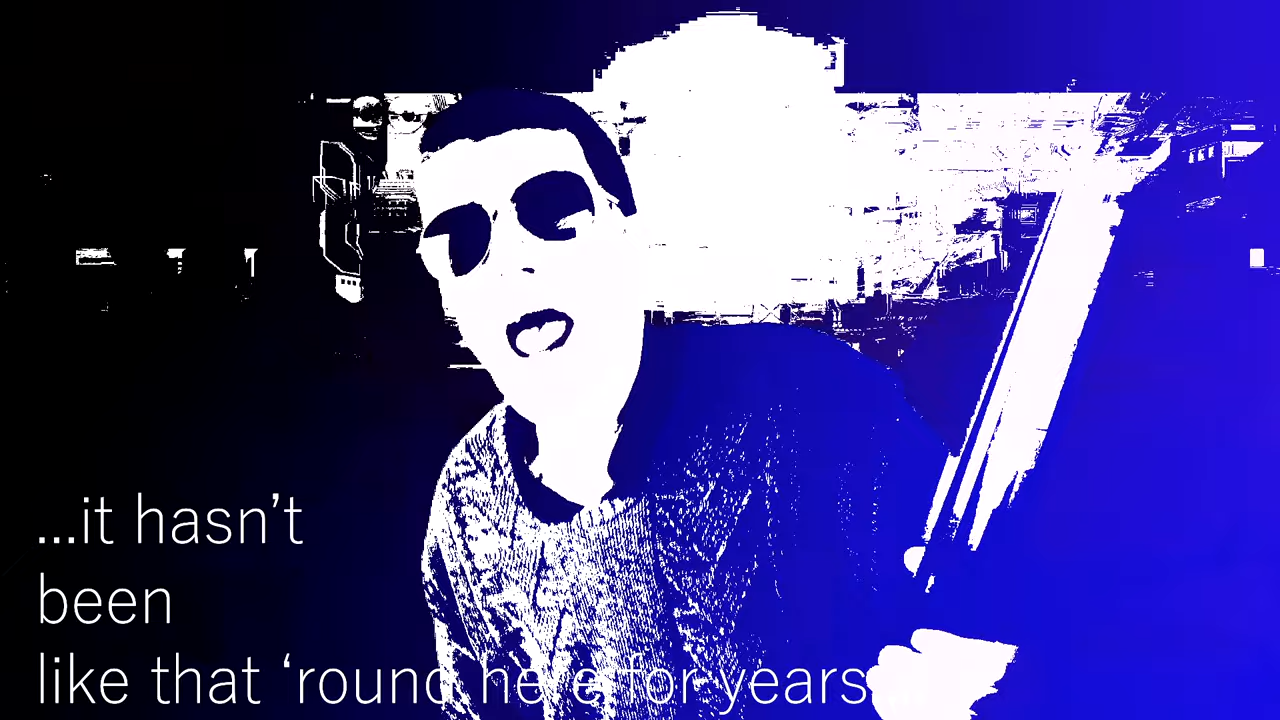 ...it hasn’t
been
like that ‘round here for years...